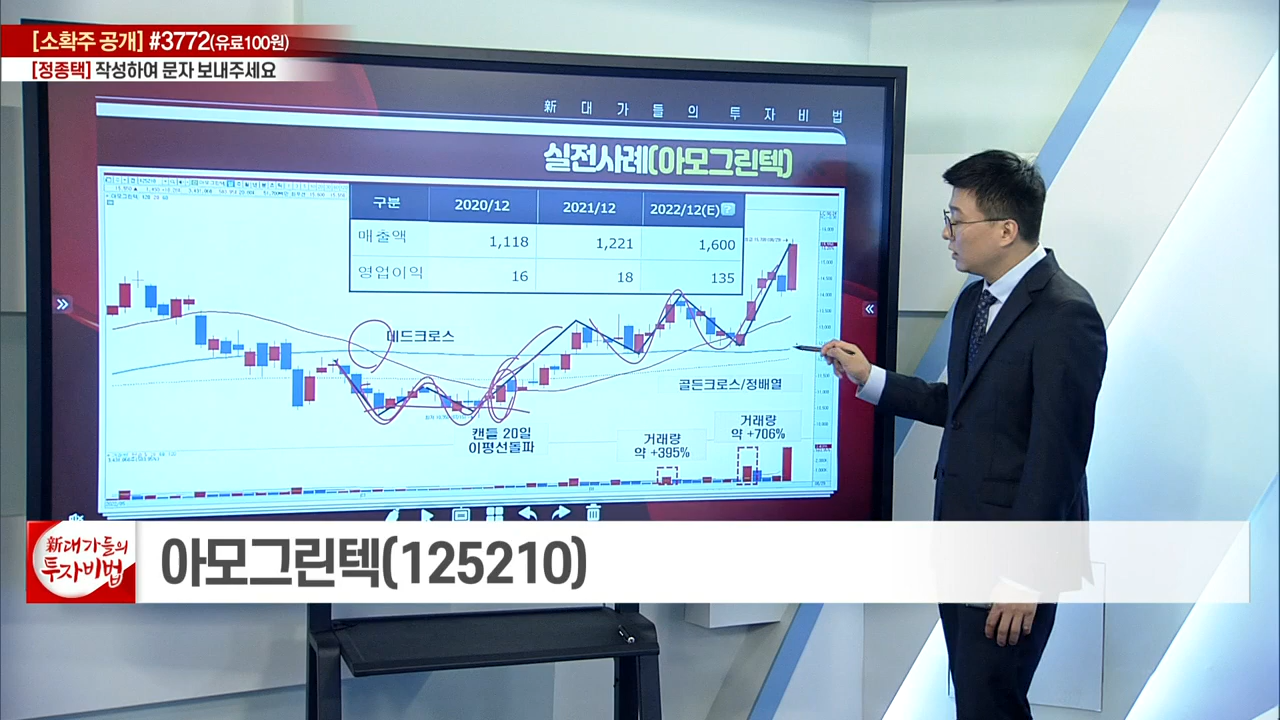 [소확주 공개] #3772(유료100원)
[정종택] 작성하여 문자 보내주세요
新 대 가 들 의 투 자 비 법
실전사례(아모그린텍)
구분 2020/12 2021/12 2022/12(E)
매출액 1,118 1,221 1,600
영업이익 16 18 135
데드크로스
골든크로스/정배열
캔들 20일
이평선돌파
거래량
약 +395%
거래량
약 +706%
新대가들의
투자비법
아모그린텍(125210)